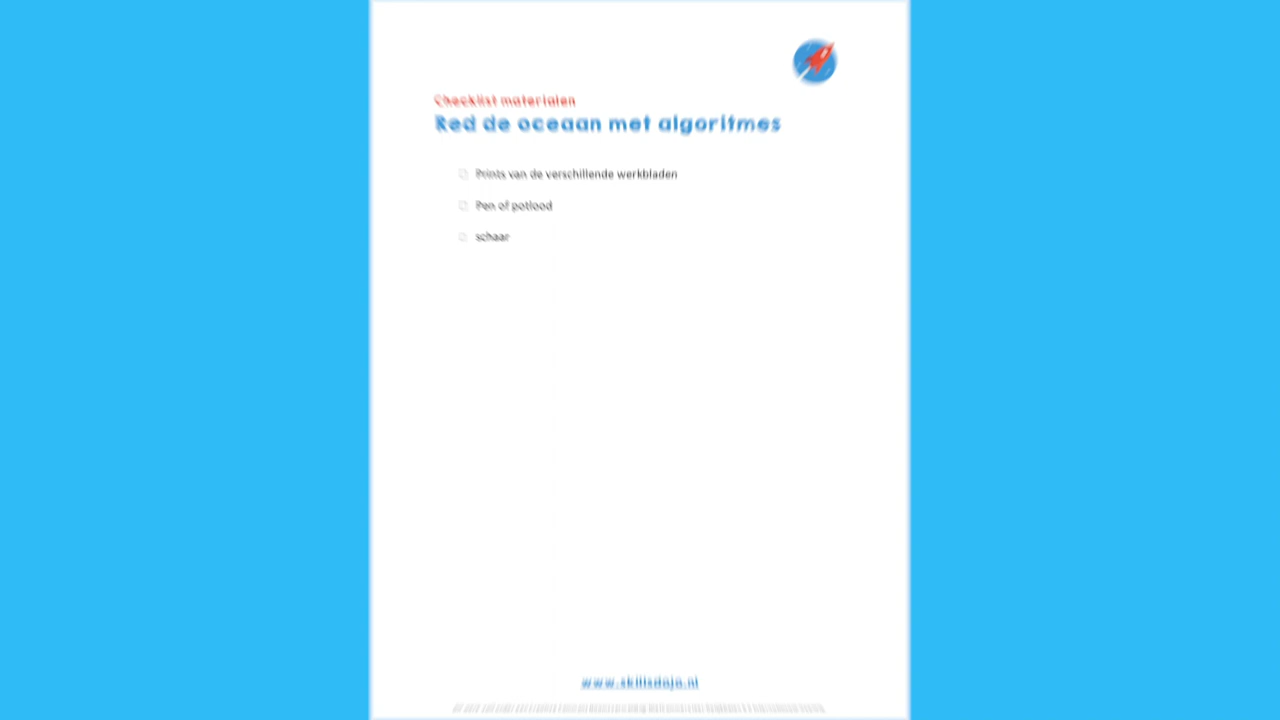 Checklist materialen
Red de oceaan met algoritmes
Prints van de verschillende werkbladen
Pen of potlood
schaar
www.skillsdojo.nl